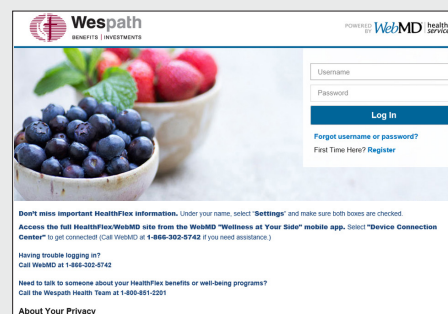 Wespath
BENEFITS | INVESTMENTS
POWERED BY WebMD health services
Username
Password
Log In
Forgot username or password?
First Time Here? Register
Don't miss important HealthFlex information. Under your name, select "Settings" and make sure both boxes are checked.
Access the full HealthFlex/WebMD site from the WebMD "Wellness at Your Side" mobile app. Select "Device Connection
Center" to get connected! (Call WebMD at 1-866-302-5742 if you need assistance.)
Having trouble logging in?
Call WebMD at 1-866-302-5742
Need to talk to someone about your HealthFlex benefits or well-being programs?
Call the Wespath Health Team at 1-800-851-2201
About Your Privacy